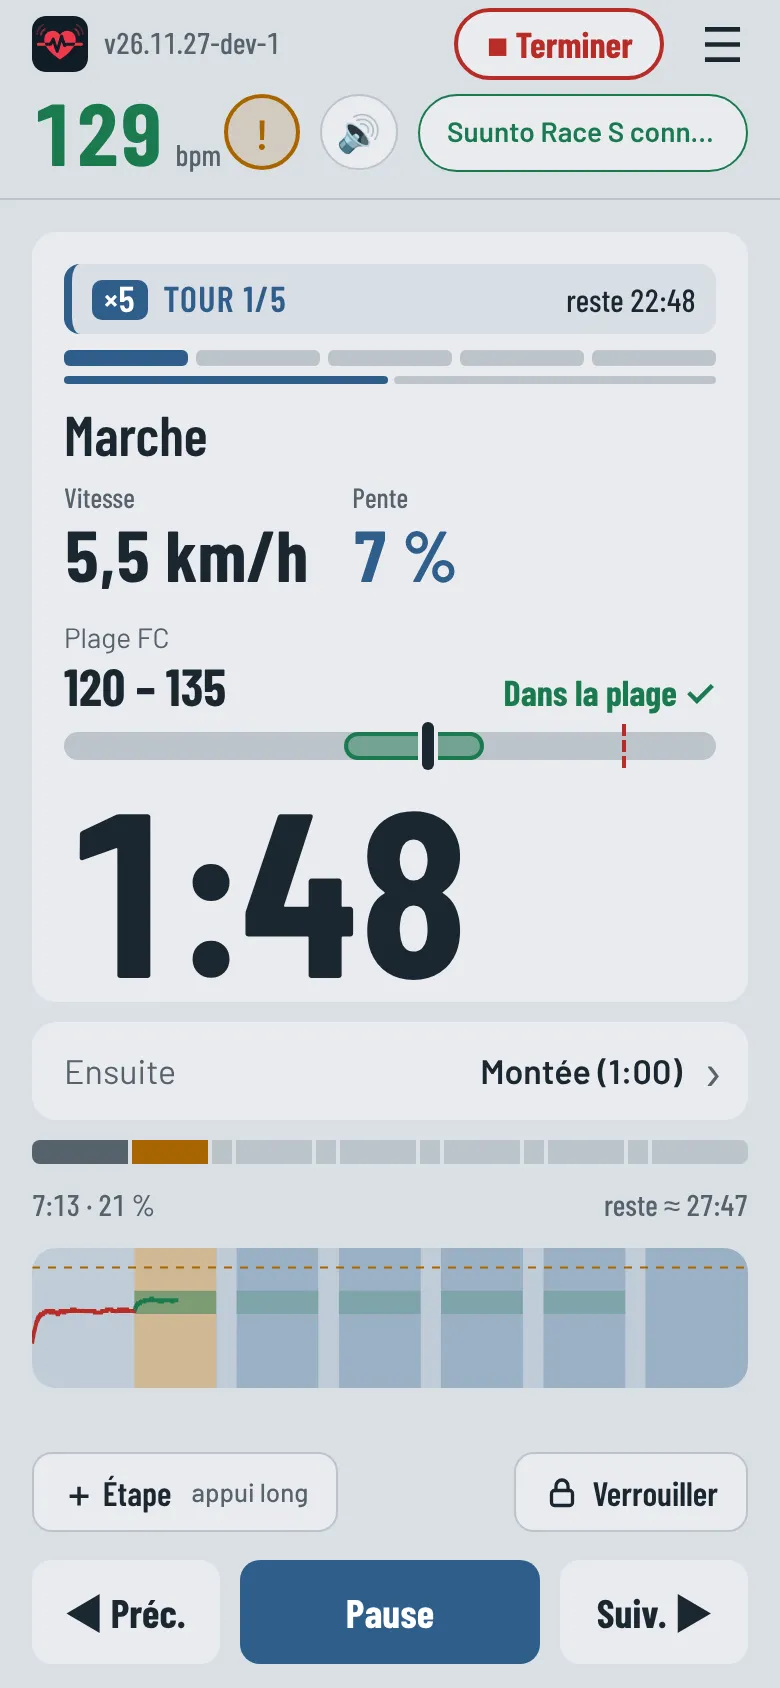 v26.11.27-dev-1
■ Terminer
129 bpm
!
Suunto Race S conn...
×5 TOUR 1/5
reste 22:48
Marche
Vitesse
Pente
5,5 km/h
7 %
Plage FC
120 – 135
Dans la plage ✓
1:48
Ensuite
Montée (1:00) ›
7:13 · 21 %
reste ≈ 27:47
+ Étape appui long
Verrouiller
◀ Préc.
Pause
Suiv. ▶